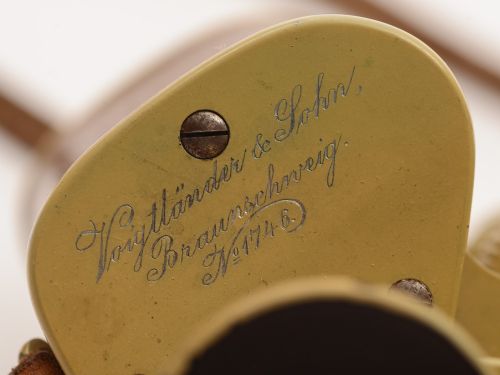 Voigtländer & Sohn,
Braunschweig.
No 1746.